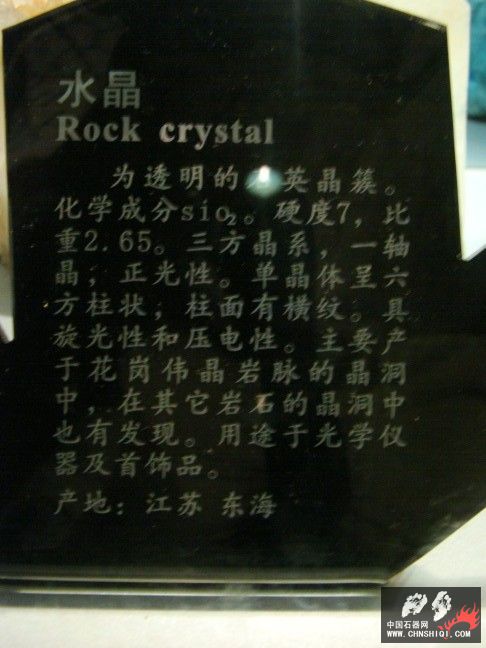 水晶
Rock crystal
为透明的石英晶簇。
化学成分sio₂。硬度7，比
重2.65。三方晶系，一轴
晶；正光性。单晶体呈六
方柱状；柱面有横纹。具
旋光性和压电性。主要产
于花岗伟晶岩脉的晶洞
中，在其它岩石的晶洞中
也有发现。用途于光学仪
器及首饰品。
产地：江苏 东海
中国石器网
WWW.CHNSHIQI.COM